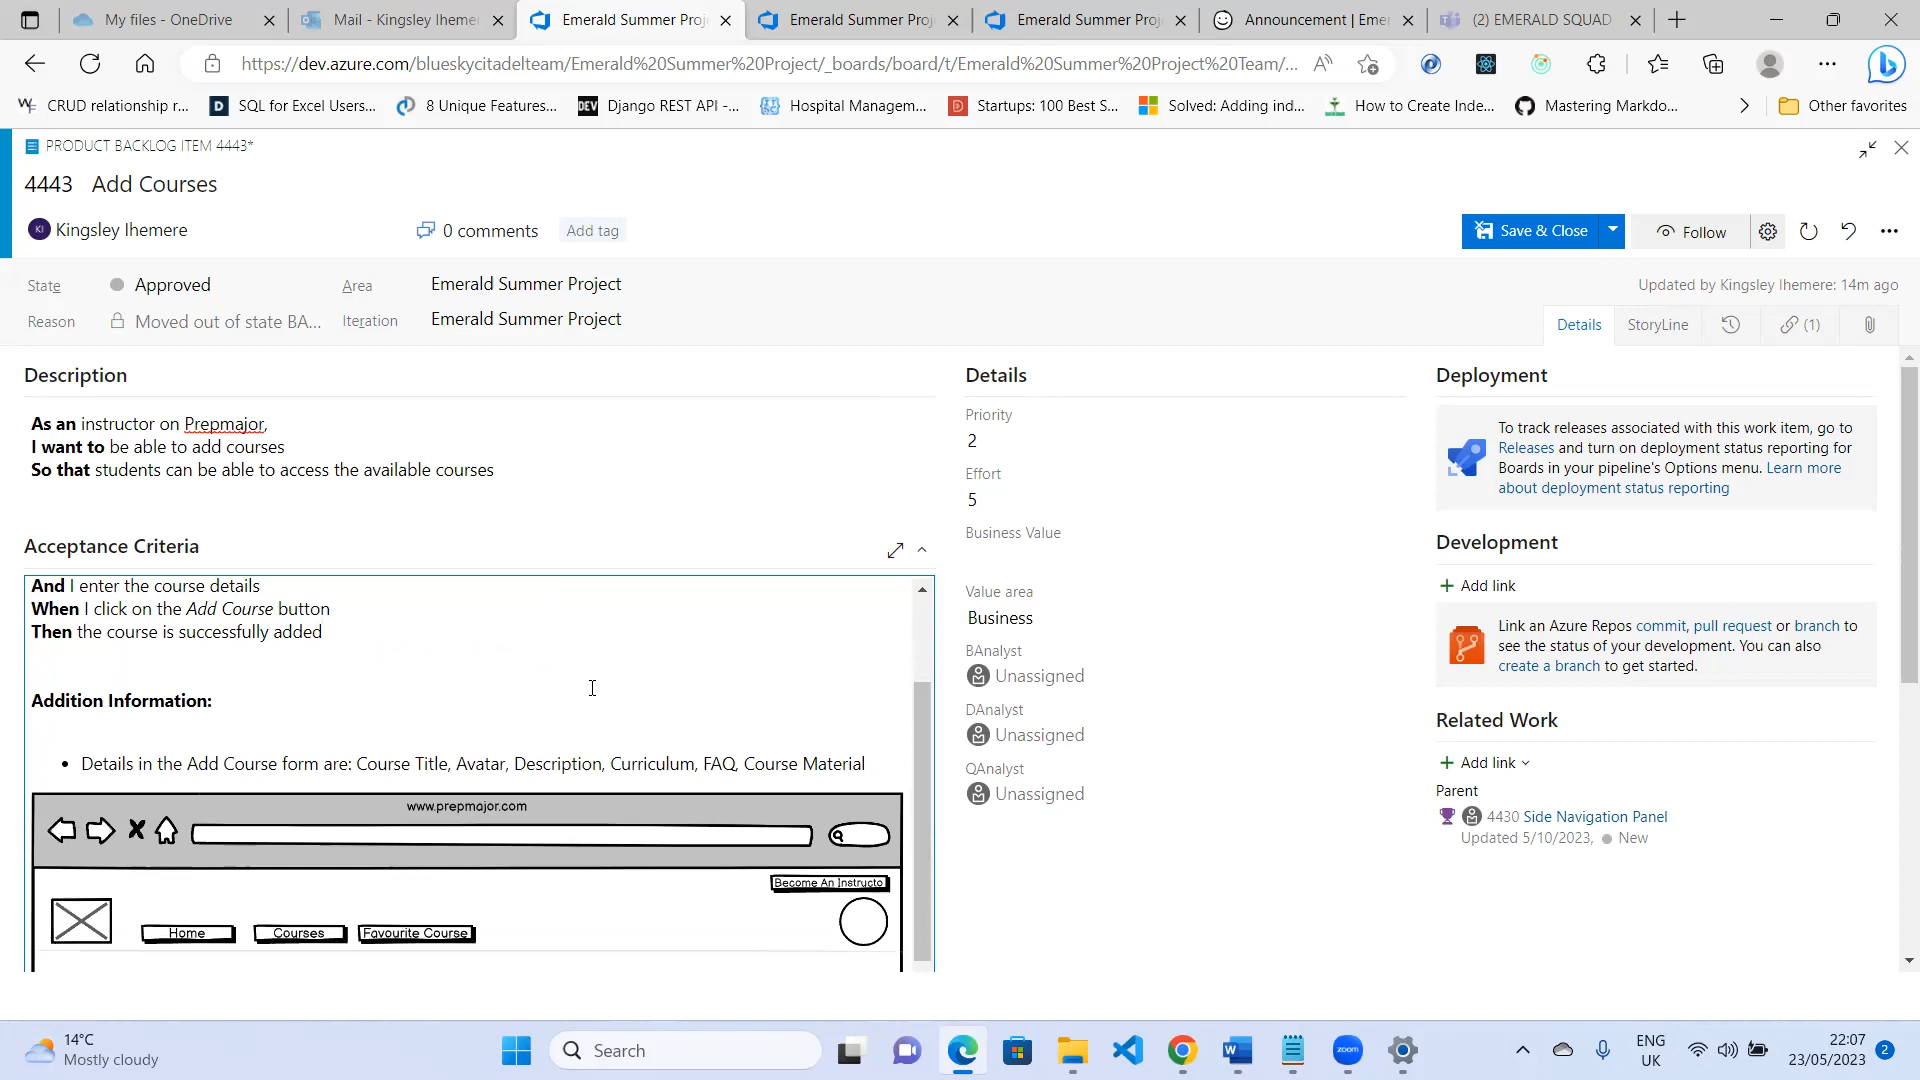 My files - OneDrive
Mail - Kingsley Iheme
Emerald Summer Proj
Emerald Summer Proj
Emerald Summer Proj
Announcement | Eme
(2) EMERALD SQUAD
https://dev.azure.com/blueskycitadelteam/Emerald%20Summer%20Project/_boards/board/t/Emerald%20Summer%20Project%20Team/...
CRUD relationship r...
SQL for Excel Users...
8 Unique Features...
DEV
Django REST API -...
Hospital Managem...
Startups: 100 Best S...
Solved: Adding ind...
How to Create Inde...
Mastering Markdo...
Other favorites
PRODUCT BACKLOG ITEM 4443*
4443 Add Courses
KI Kingsley Ihemere
0 comments
Add tag
Save & Close
Follow
State
Approved
Area
Emerald Summer Project
Updated by Kingsley Ihemere: 14m ago
Reason
Moved out of state BA...
Iteration
Emerald Summer Project
Details
StoryLine
(1)
Description
As an instructor on Prepmajor,
I want to be able to add courses
So that students can be able to access the available courses
Acceptance Criteria
And I enter the course details
When I click on the Add Course button
Then the course is successfully added
Addition Information:
• Details in the Add Course form are: Course Title, Avatar, Description, Curriculum, FAQ, Course Material
www.prepmajor.com
Become An Instructo
Home
Courses
Favourite Course
Details
Priority
2
Effort
5
Business Value
Value area
Business
BAnalyst
Unassigned
DAnalyst
Unassigned
QAnalyst
Unassigned
Deployment
To track releases associated with this work item, go to
Releases and turn on deployment status reporting for
Boards in your pipeline's Options menu. Learn more
about deployment status reporting
Development
Add link
Link an Azure Repos commit, pull request or branch to
see the status of your development. You can also
create a branch to get started.
Related Work
Add link
Parent
4430 Side Navigation Panel
Updated 5/10/2023, New
14°C
Mostly cloudy
Search
zoom
ENG
UK
22:07
23/05/2023
2